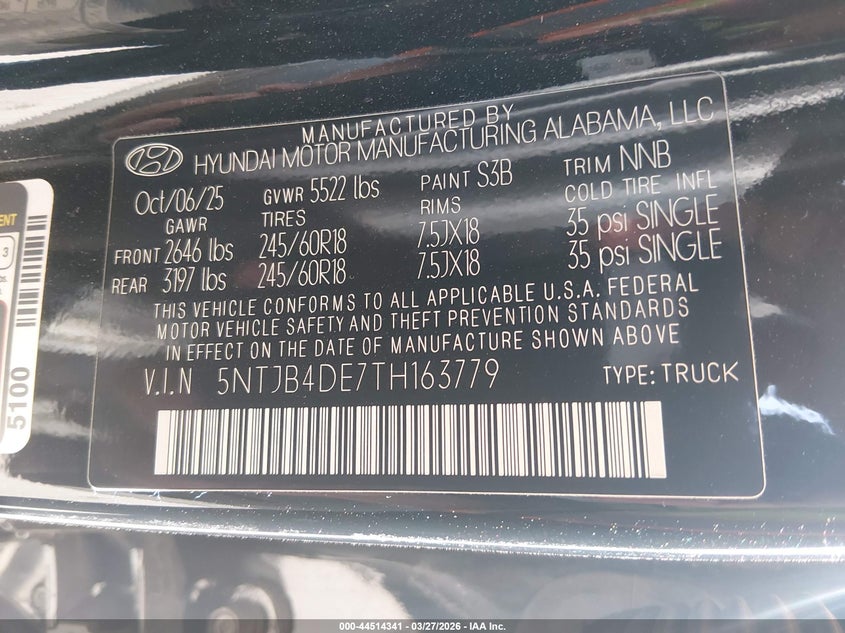 MANUFACTURED BY
HYUNDAI MOTOR MANUFACTURING ALABAMA, LLC
Oct/06/25 GVWR 5522 lbs PAINT S3B TRIM NNB
GAWR TIRES RIMS COLD TIRE INFL
FRONT 2646 lbs 245/60R18 7.5JX18 35 psi SINGLE
REAR 3197 lbs 245/60R18 7.5JX18 35 psi SINGLE
THIS VEHICLE CONFORMS TO ALL APPLICABLE U.S.A. FEDERAL
MOTOR VEHICLE SAFETY AND THEFT PREVENTION STANDARDS
IN EFFECT ON THE DATE OF MANUFACTURE SHOWN ABOVE
V.I.N 5NTJB4DE7TH163779 TYPE: TRUCK
ENT
3
5100
000-44514341 - 03/27/2026 - IAA Inc.